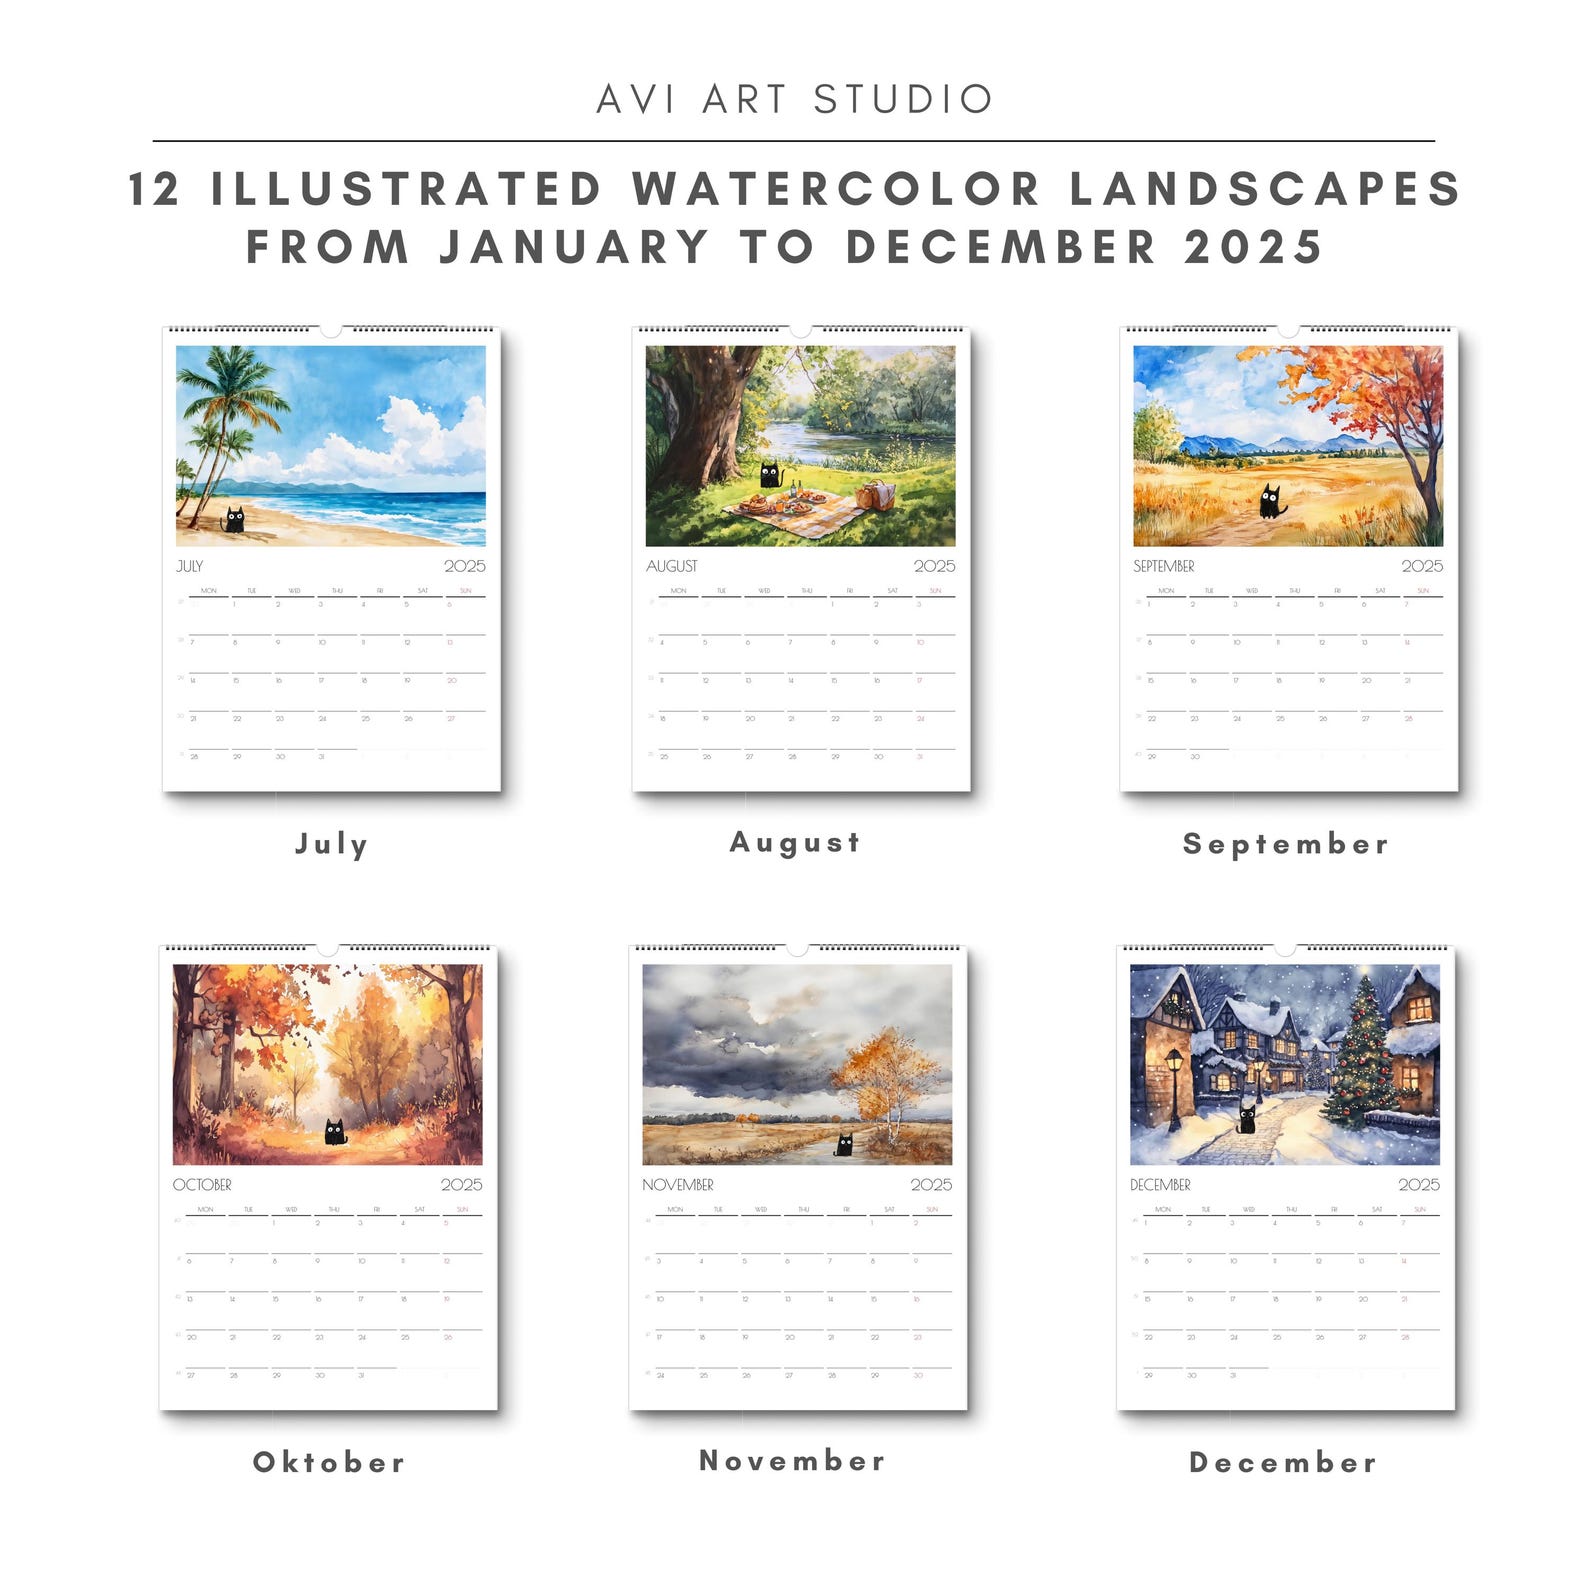 AVI ART STUDIO
12 ILLUSTRATED WATERCOLOR LANDSCAPES
FROM JANUARY TO DECEMBER 2025
JULY 2025
MON TUE WED THU FRI SAT SUN
1 2 3 4 5 6
7 8 9 10 11 12 13
14 15 16 17 18 19 20
21 22 23 24 25 26 27
28 29 30 31
July
AUGUST 2025
MON TUE WED THU FRI SAT SUN
1 2 3
4 5 6 7 8 9 10
11 12 13 14 15 16 17
18 19 20 21 22 23 24
25 26 27 28 29 30 31
August
SEPTEMBER 2025
MON TUE WED THU FRI SAT SUN
1 2 3 4 5 6 7
8 9 10 11 12 13 14
15 16 17 18 19 20 21
22 23 24 25 26 27 28
29 30
September
OCTOBER 2025
MON TUE WED THU FRI SAT SUN
1 2 3 4 5
6 7 8 9 10 11 12
13 14 15 16 17 18 19
20 21 22 23 24 25 26
27 28 29 30 31
Oktober
NOVEMBER 2025
MON TUE WED THU FRI SAT SUN
1 2
3 4 5 6 7 8 9
10 11 12 13 14 15 16
17 18 19 20 21 22 23
24 25 26 27 28 29 30
November
DECEMBER 2025
MON TUE WED THU FRI SAT SUN
1 2 3 4 5 6 7
8 9 10 11 12 13 14
15 16 17 18 19 20 21
22 23 24 25 26 27 28
29 30 31
December